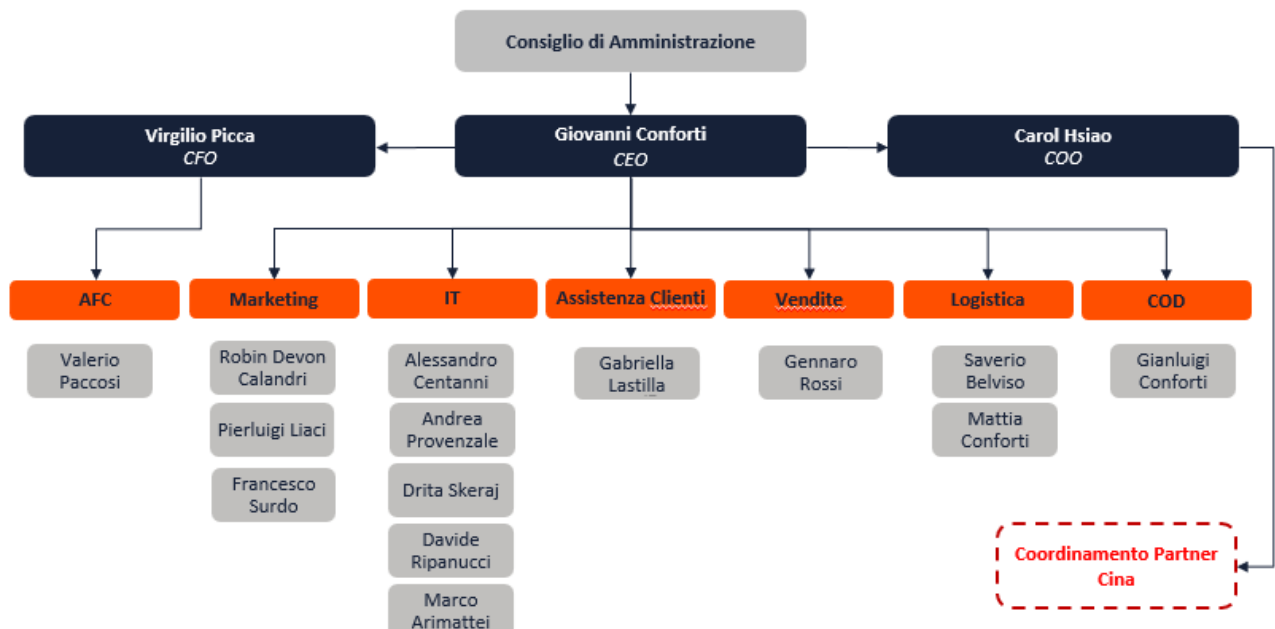 Consiglio di Amministrazione
Virgilio Picca
CFO
Giovanni Conforti
CEO
Carol Hsiao
COO
AFC
Marketing
IT
Assistenza Clienti
Vendite
Logistica
COD
Valerio
Paccosi
Robin Devon
Calandri
Pierluigi Liaci
Francesco
Surdo
Alessandro
Centanni
Andrea
Provenzale
Drita Skeraj
Davide
Ripanucci
Marco
Arimattei
Gabriella
Lastilla
Gennaro
Rossi
Saverio
Belviso
Mattia
Conforti
Gianluigi
Conforti
Coordinamento Partner
Cina